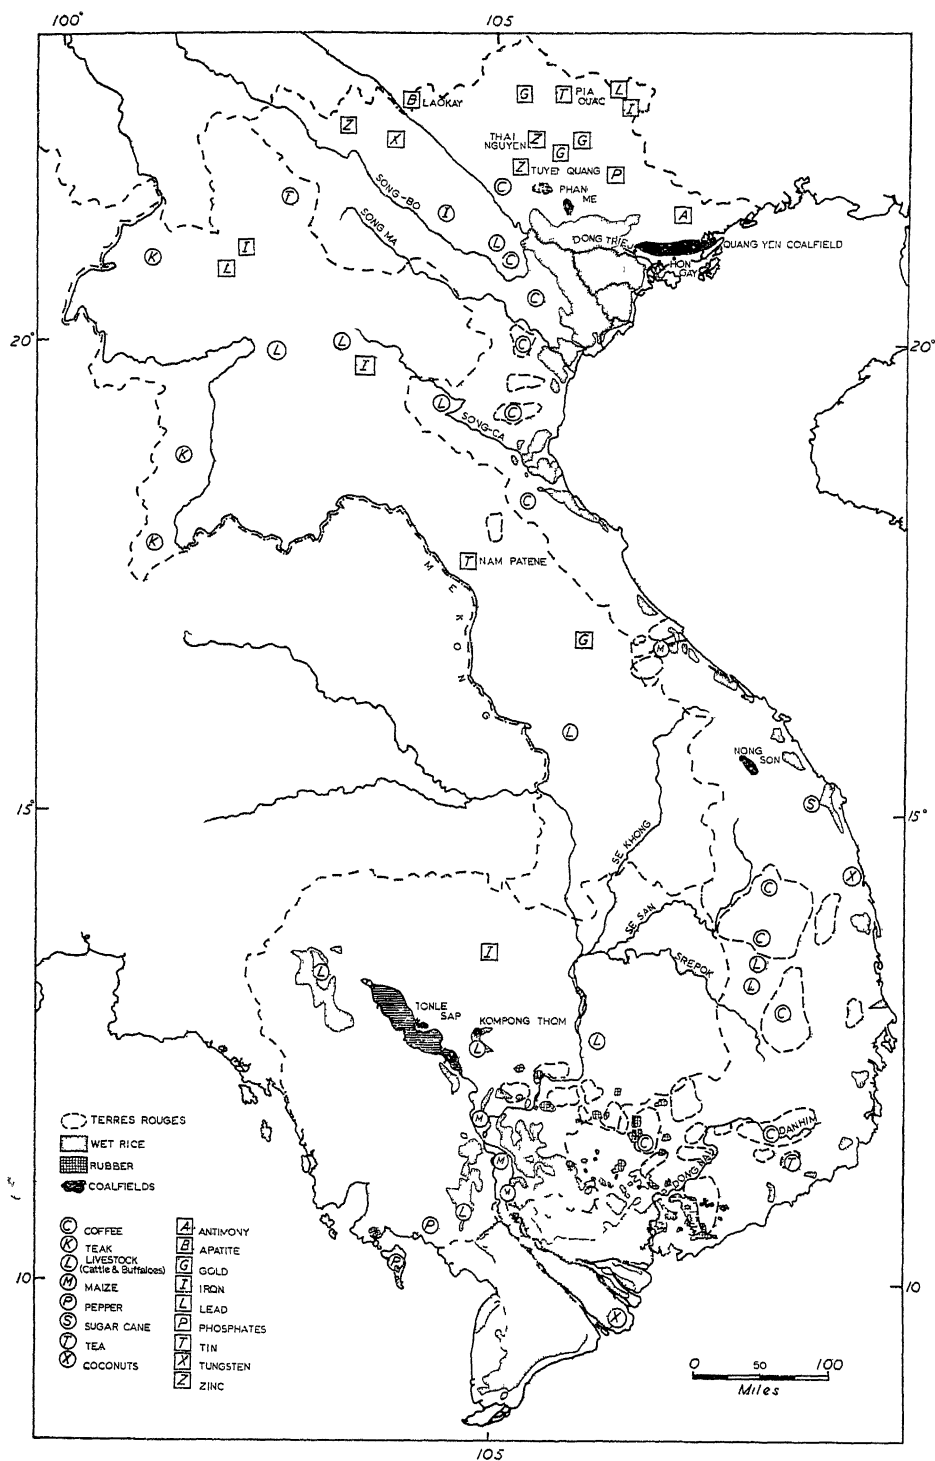 100°
105
B LAOKAY
G
T PIA
OUAC
L
I
Z
X
THAI
NGUYEN
Z
G
G
Z TUYEN QUANG
P
C
PHAN
ME
T
SONG-BO
I
SONG MA
A
L
C
DONG TRIEU
QUANG YEN COALFIELD
HON
GAY
K
I
L
C
20°
20°
L
L
I
C
L
C
SONG-CA
K
C
K
T NAM PATENE
MEKONG
G
M
L
NONG
SON
15°
15°
S
SE KHONG
X
C
SE SAN
C
I
SREPOK
L
L
L
C
TONLE
SAP
KOMPONG THOM
L
L
M
C
C
DANHIM
M
T
M
DONG NAI
L
P
P
X
TERRES ROUGES
WET RICE
RUBBER
COALFIELDS
C COFFEE
K TEAK
L LIVESTOCK
(Cattle & Buffaloes)
M MAIZE
P PEPPER
S SUGAR CANE
T TEA
X COCONUTS
A ANTIMONY
B APATITE
G GOLD
I IRON
L LEAD
P PHOSPHATES
T TIN
X TUNGSTEN
Z ZINC
10
10
0 50 100
Miles
105